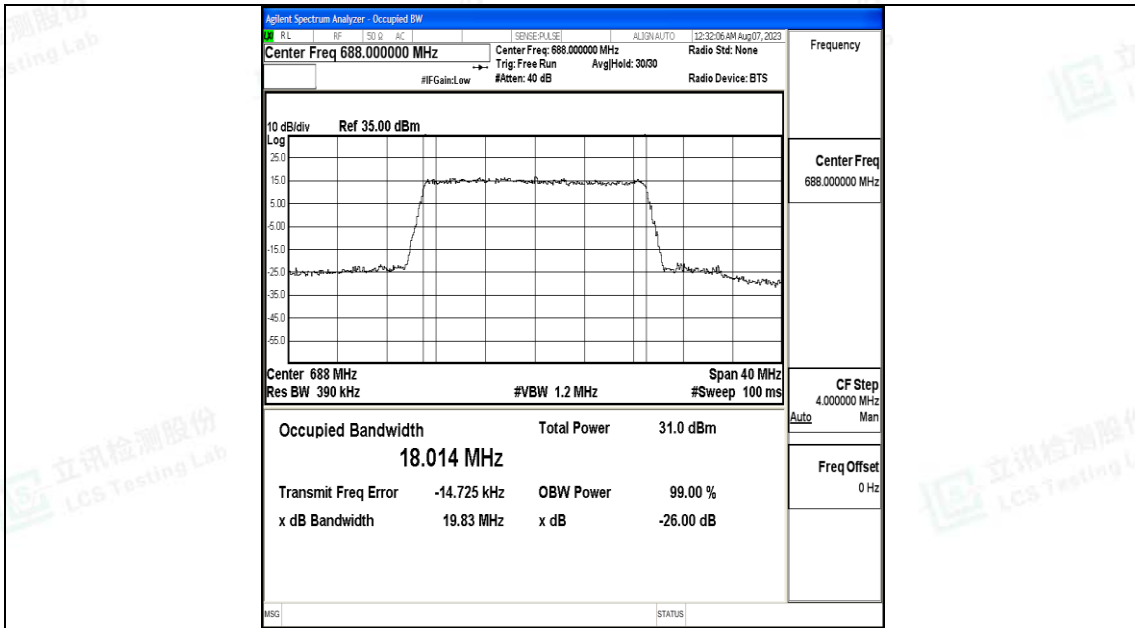 Agilent Spectrum Analyzer - Occupied BW
RL RF 50 Ω AC SENSE:PULSE ALIGN AUTO 12:32:06 AM Aug 07, 2023
Center Freq 688.000000 MHz
Center Freq: 688.000000 MHz Radio Std: None
Trig: Free Run Avg|Hold: 30/30
#IFGain:Low #Atten: 40 dB Radio Device: BTS
Frequency
10 dB/div Ref 35.00 dBm
Log
25.0
15.0
5.00
-5.00
-15.0
-25.0
-35.0
-45.0
-55.0
Center Freq
688.000000 MHz
Center 688 MHz Span 40 MHz
Res BW 390 kHz #VBW 1.2 MHz #Sweep 100 ms
CF Step
4.000000 MHz
Auto Man
Occupied Bandwidth Total Power 31.0 dBm
18.014 MHz
Transmit Freq Error -14.725 kHz OBW Power 99.00 %
x dB Bandwidth 19.83 MHz x dB -26.00 dB
Freq Offset
0 Hz
MSG STATUS
立讯检测股份
LCS Testing Lab
立讯检测股份
LCS Testing